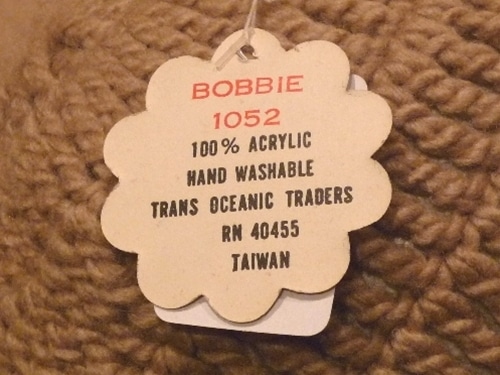 BOBBIE
1052
100% ACRYLIC
HAND WASHABLE
TRANS OCEANIC TRADERS
RN 40455
TAIWAN